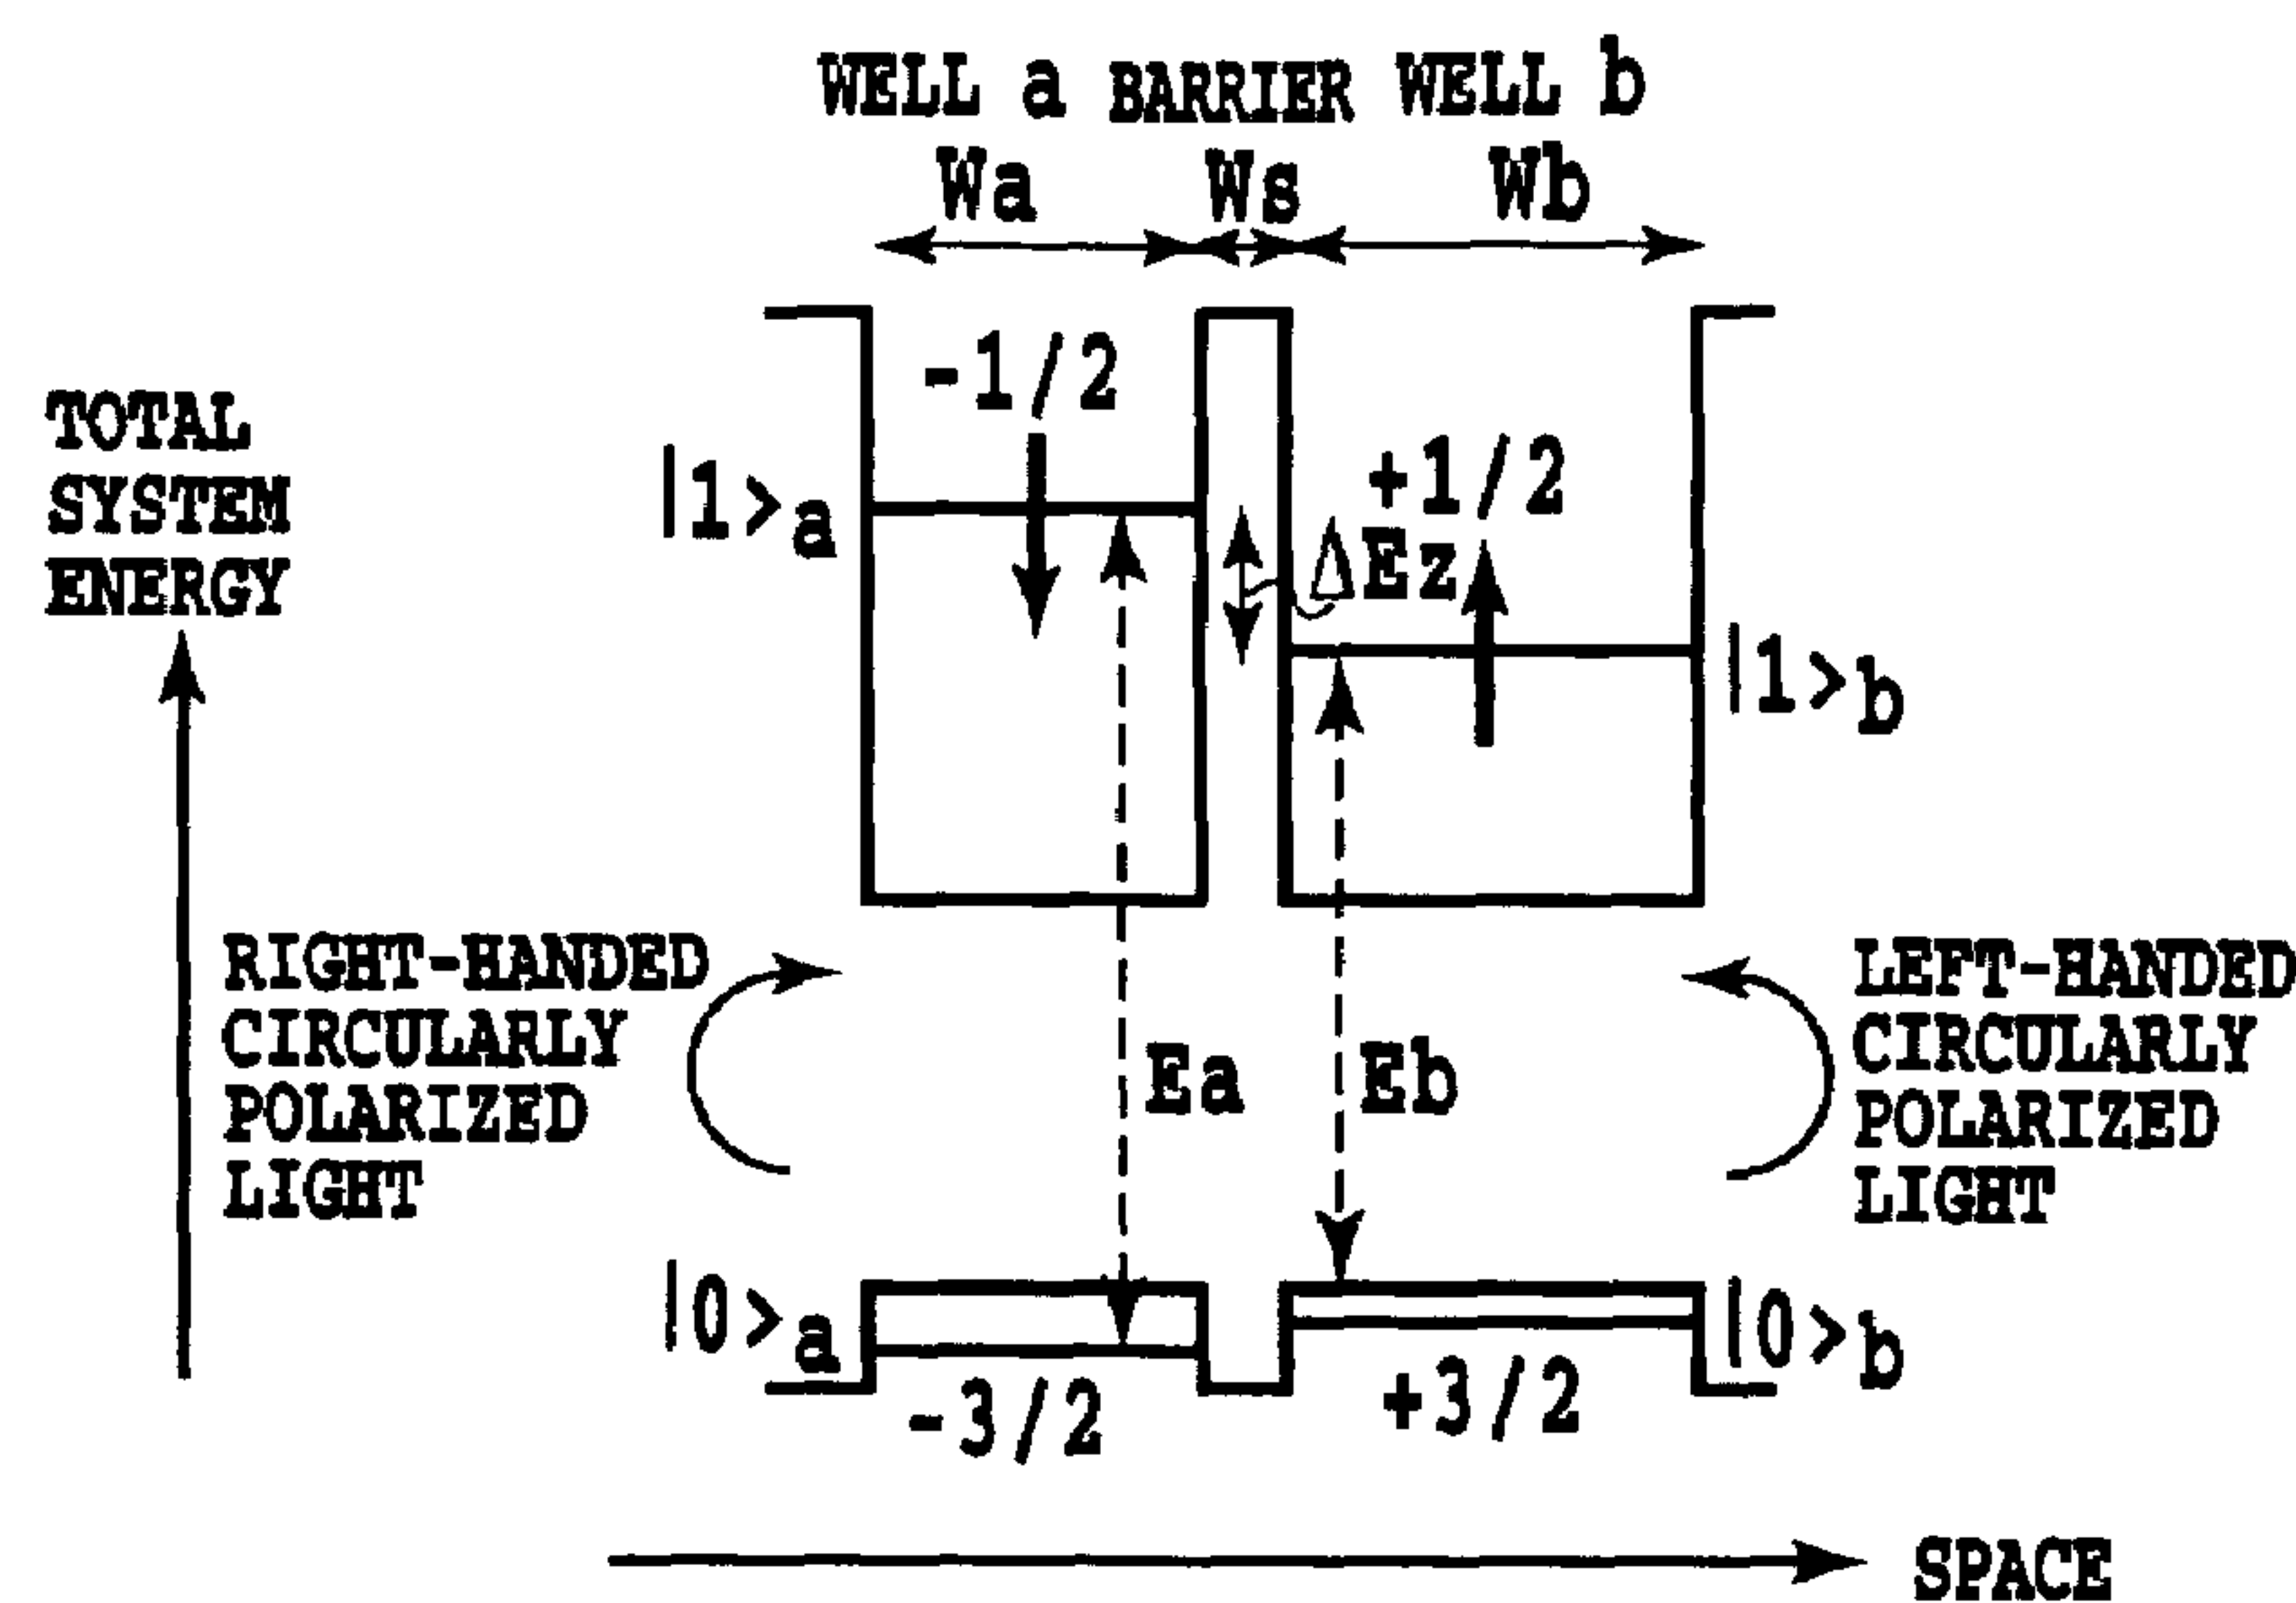 WELL a BARRIER WELL b
Wa Ws Wb
-1/2
TOTAL
SYSTEM
ENERGY
|1>a
+1/2
ΔEz
|1>b
RIGHT-HANDED
CIRCULARLY
POLARIZED
LIGHT
Ea Eb
LEFT-HANDED
CIRCULARLY
POLARIZED
LIGHT
|0>a
|0>b
-3/2
+3/2
SPACE